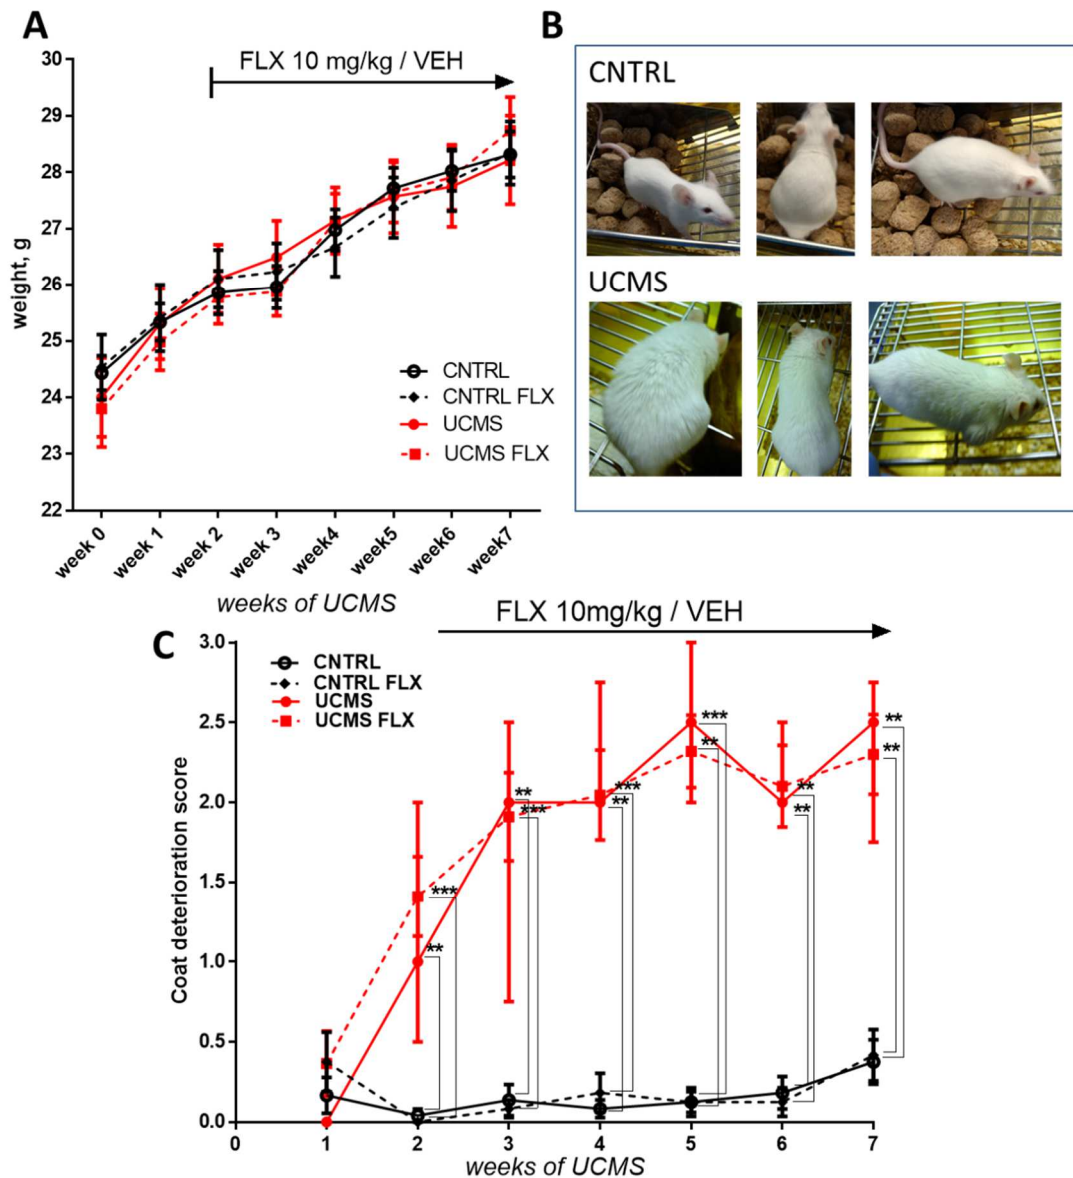 A
B
FLX 10 mg/kg / VEH
30
29
28
27
26
25
24
23
22
weight, g
CNTRL
CNTRL FLX
UCMS
UCMS FLX
week 0
week 1
week 2
week 3
week4
week5
week6
week7
weeks of UCMS
CNTRL
UCMS
C
FLX 10mg/kg / VEH
3.0
2.5
2.0
1.5
1.0
0.5
0.0
Coat deterioration score
CNTRL
CNTRL FLX
UCMS
UCMS FLX
***
**
**
***
***
**
***
**
**
**
**
**
0
1
2
3
4
5
6
7
weeks of UCMS